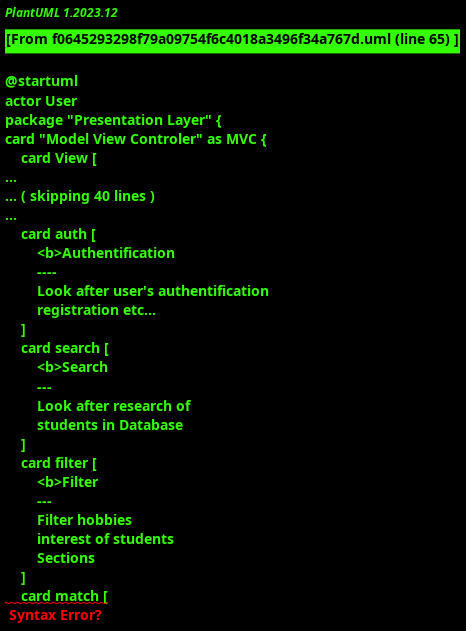 PlantUML 1.2023.12
[From f0645293298f79a09754f6c4018a3496f34a767d.uml (line 65) ]
@startuml
actor User
package "Presentation Layer" {
card "Model View Controler" as MVC {
card View [
...
... ( skipping 40 lines )
...
card auth [
<b>Authentification
----
Look after user's authentification
registration etc...
]
card search [
<b>Search
---
Look after research of
students in Database
]
card filter [
<b>Filter
---
Filter hobbies
interest of students
Sections
]
card match [
Syntax Error?